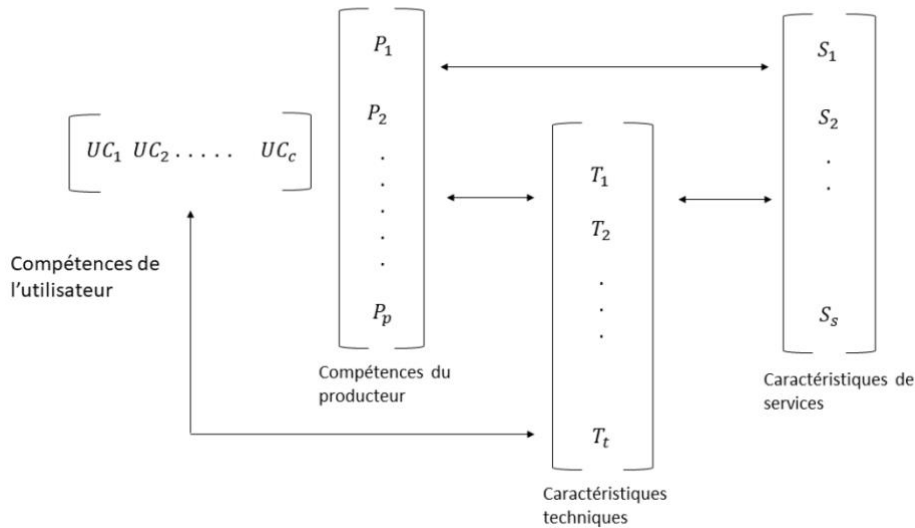 P₁
P₂
.
.
.
.
.
Pₚ
Compétences du
producteur
UC₁ UC₂ . . . . . UC꜀
Compétences de
l’utilisateur
T₁
T₂
.
.
.
Tₜ
Caractéristiques
techniques
S₁
S₂
.
.
Sₛ
Caractéristiques de
services